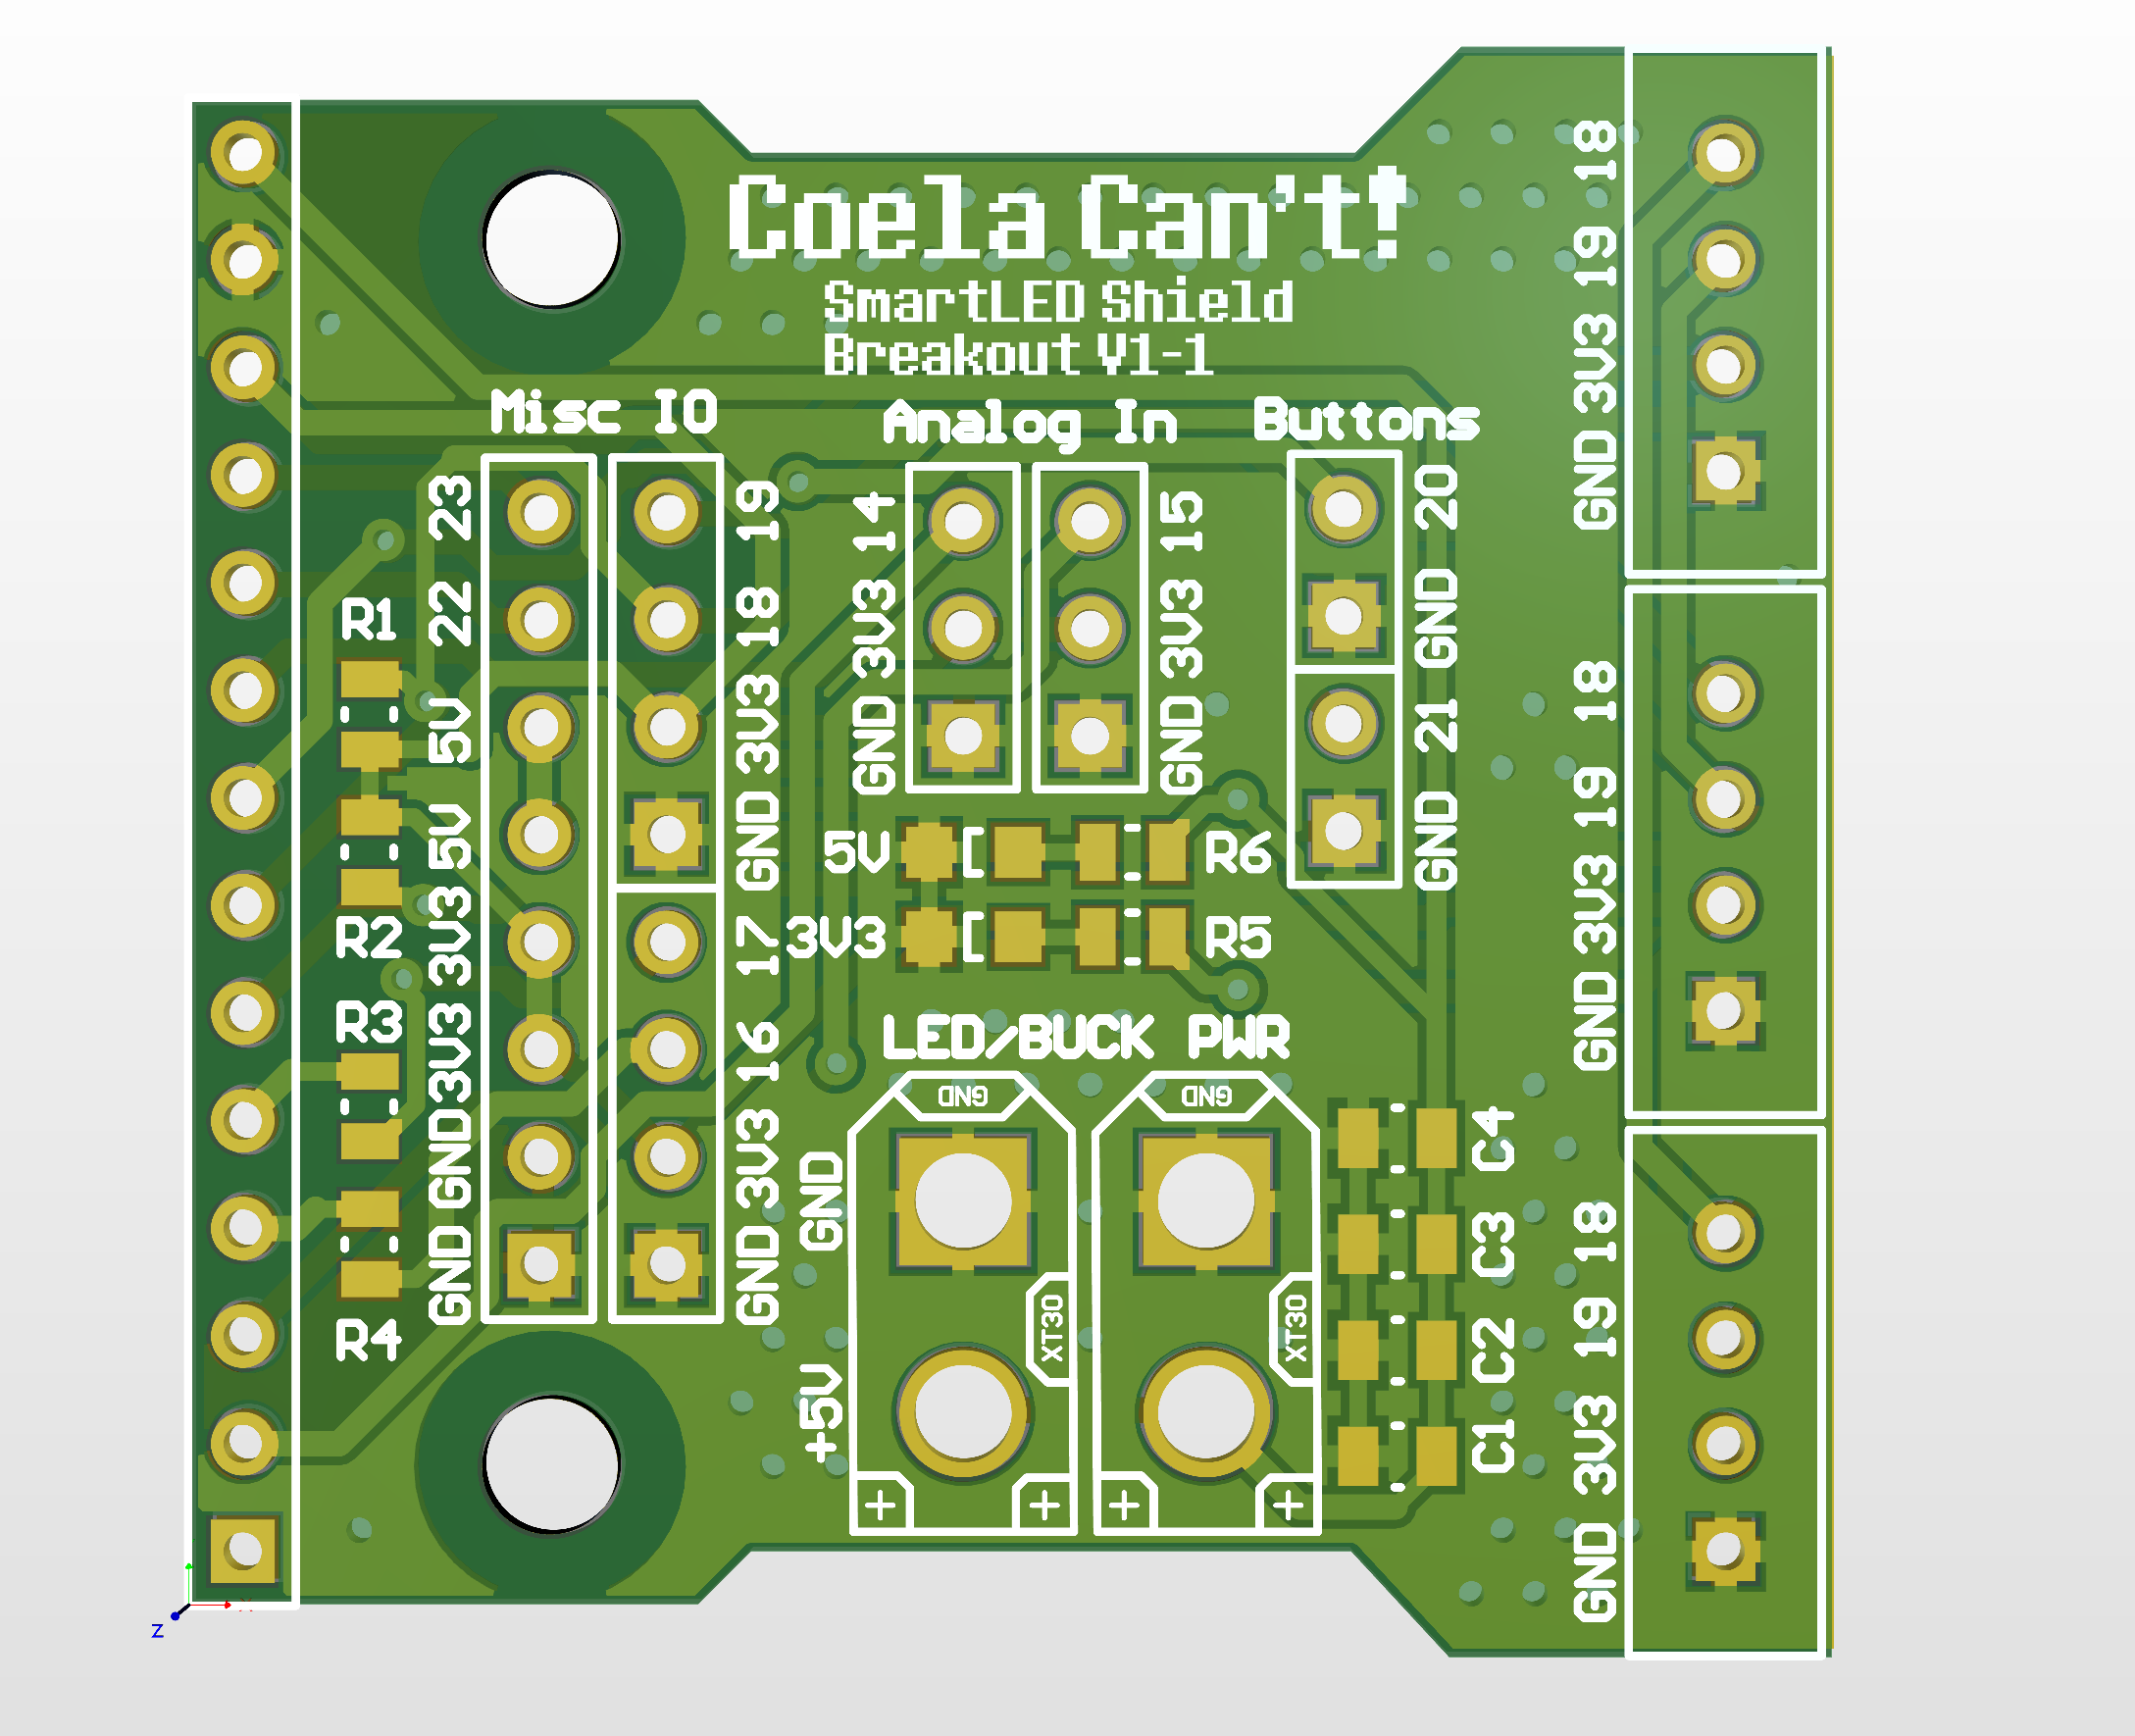 Coela Can't!
SmartLED Shield
Breakout V1-1
Misc IO
Analog In
Buttons
23
22
5V
5V
3V3
3V3
GND
GND
19
18
3V3
GND
17
16
3V3
GND
14
3V3
GND
15
3V3
GND
20
GND
21
GND
R1
R2
R3
R4
5V
R6
3V3
R5
LED/BUCK PWR
GND
GND
GND
+5V
XT30
XT30
+
+
+
+
C4
C3
C2
C1
18
19
3V3
GND
18
19
3V3
GND
18
19
3V3
GND
Z